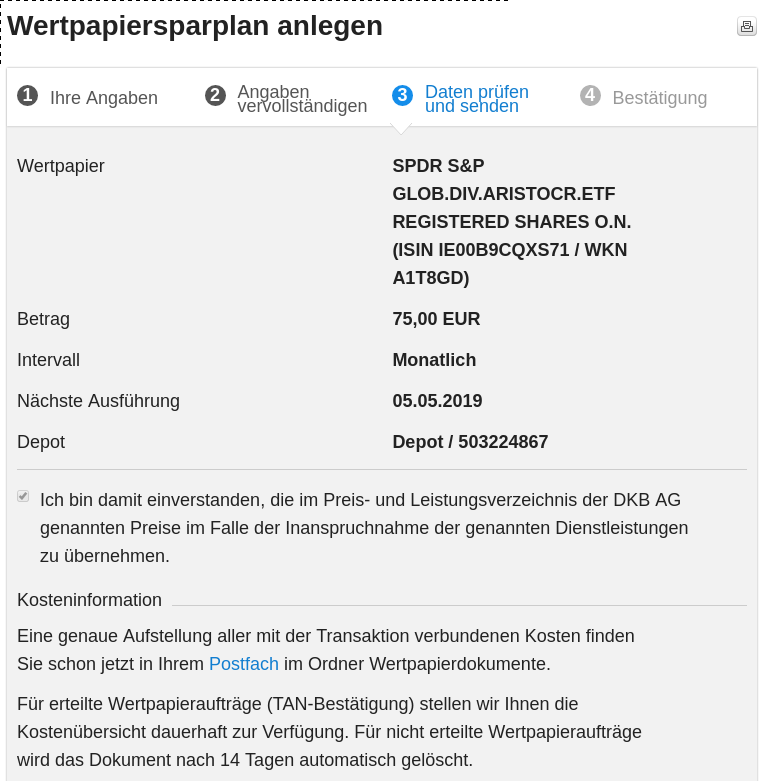 Wertpapiersparplan anlegen
1 Ihre Angaben
2 Angaben
vervollständigen
3 Daten prüfen
und senden
4 Bestätigung
Wertpapier
SPDR S&P
GLOB.DIV.ARISTOCR.ETF
REGISTERED SHARES O.N.
(ISIN IE00B9CQXS71 / WKN
A1T8GD)
Betrag 75,00 EUR
Intervall Monatlich
Nächste Ausführung 05.05.2019
Depot Depot / 503224867
Ich bin damit einverstanden, die im Preis- und Leistungsverzeichnis der DKB AG
genannten Preise im Falle der Inanspruchnahme der genannten Dienstleistungen
zu übernehmen.
Kosteninformation
Eine genaue Aufstellung aller mit der Transaktion verbundenen Kosten finden
Sie schon jetzt in Ihrem Postfach im Ordner Wertpapierdokumente.
Für erteilte Wertpapieraufträge (TAN-Bestätigung) stellen wir Ihnen die
Kostenübersicht dauerhaft zur Verfügung. Für nicht erteilte Wertpapieraufträge
wird das Dokument nach 14 Tagen automatisch gelöscht.